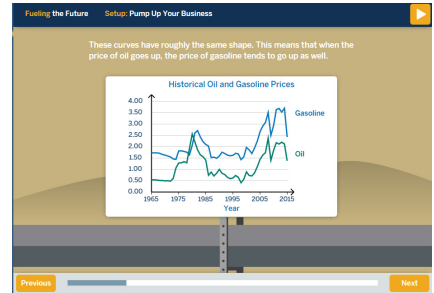 Fueling the Future Setup: Pump Up Your Business
These curves have roughly the same shape. This means that when the
price of oil goes up, the price of gasoline tends to go up as well.
Historical Oil and Gasoline Prices
4.00
3.50
3.00
2.50
2.00
1.50
1.00
0.50
0.00
Gasoline
Oil
1965 1975 1985 1995 2005 2015
Year
Previous Next